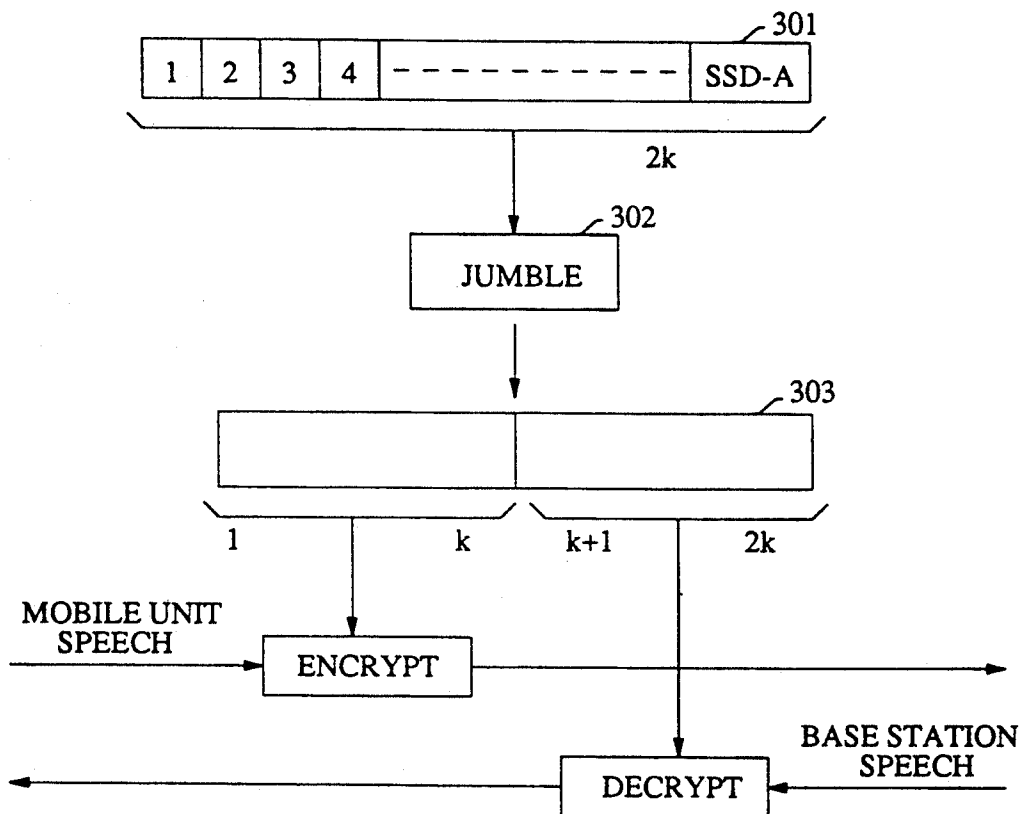 301
1 2 3 4 SSD-A
2k
302
JUMBLE
303
1 k k+1 2k
MOBILE UNIT
SPEECH
ENCRYPT
BASE STATION
SPEECH
DECRYPT